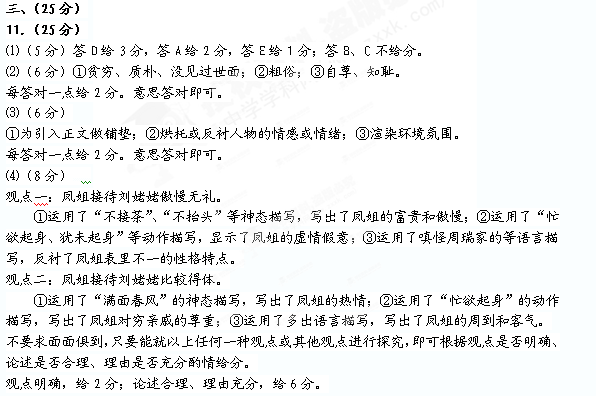 三、（25分）
11．（25分）
(1)（5分）答D给3分，答A给2分，答E给1分；答B、C不给分。
(2)（6分）①贫穷、质朴、没见过世面；②粗俗；③自尊、知耻。
每答对一点给2分。意思答对即可。
(3)（6分）
①为引入正文做铺垫；②烘托或反衬人物的情感或情绪；③渲染环境氛围。
每答对一点给2分。意思答对即可。
(4)（8分）
观点一：凤姐接待刘姥姥傲慢无礼。
①运用了“不接茶”、“不抬头”等神态描写，写出了凤姐的富贵和傲慢；②运用了“忙
欲起身、犹未起身”等动作描写，显示了凤姐的虚情假意；③运用了嗔怪周瑞家的等语言描
写，反衬了凤姐表里不一的性格特点。
观点二：凤姐接待刘姥姥比较得体。
①运用了“满面春风”的神态描写，写出了凤姐的热情；②运用了“忙欲起身”的动作
描写，写出了凤姐对穷亲戚的尊重；③运用了多出语言描写，写出了凤姐的周到和客气。
不要求面面俱到，只要能就以上任何一种观点或其他观点进行探究，即可根据观点是否明确、
论述是否合理、理由是否充分酌情给分。
观点明确，给2分；论述合理、理由充分，给6分。